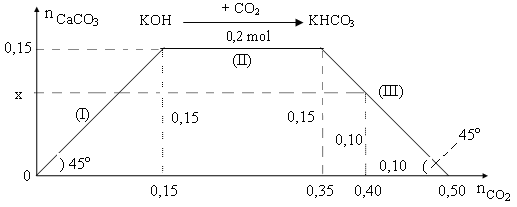 n CaCO3 KOH + CO2 KHCO3
0,2 mol
0,15 (II)
x (III)
(I) 0,15 0,15 45°
0,10
) 45° 0,10 (
0 0,15 0,35 0,40 0,50 nCO2